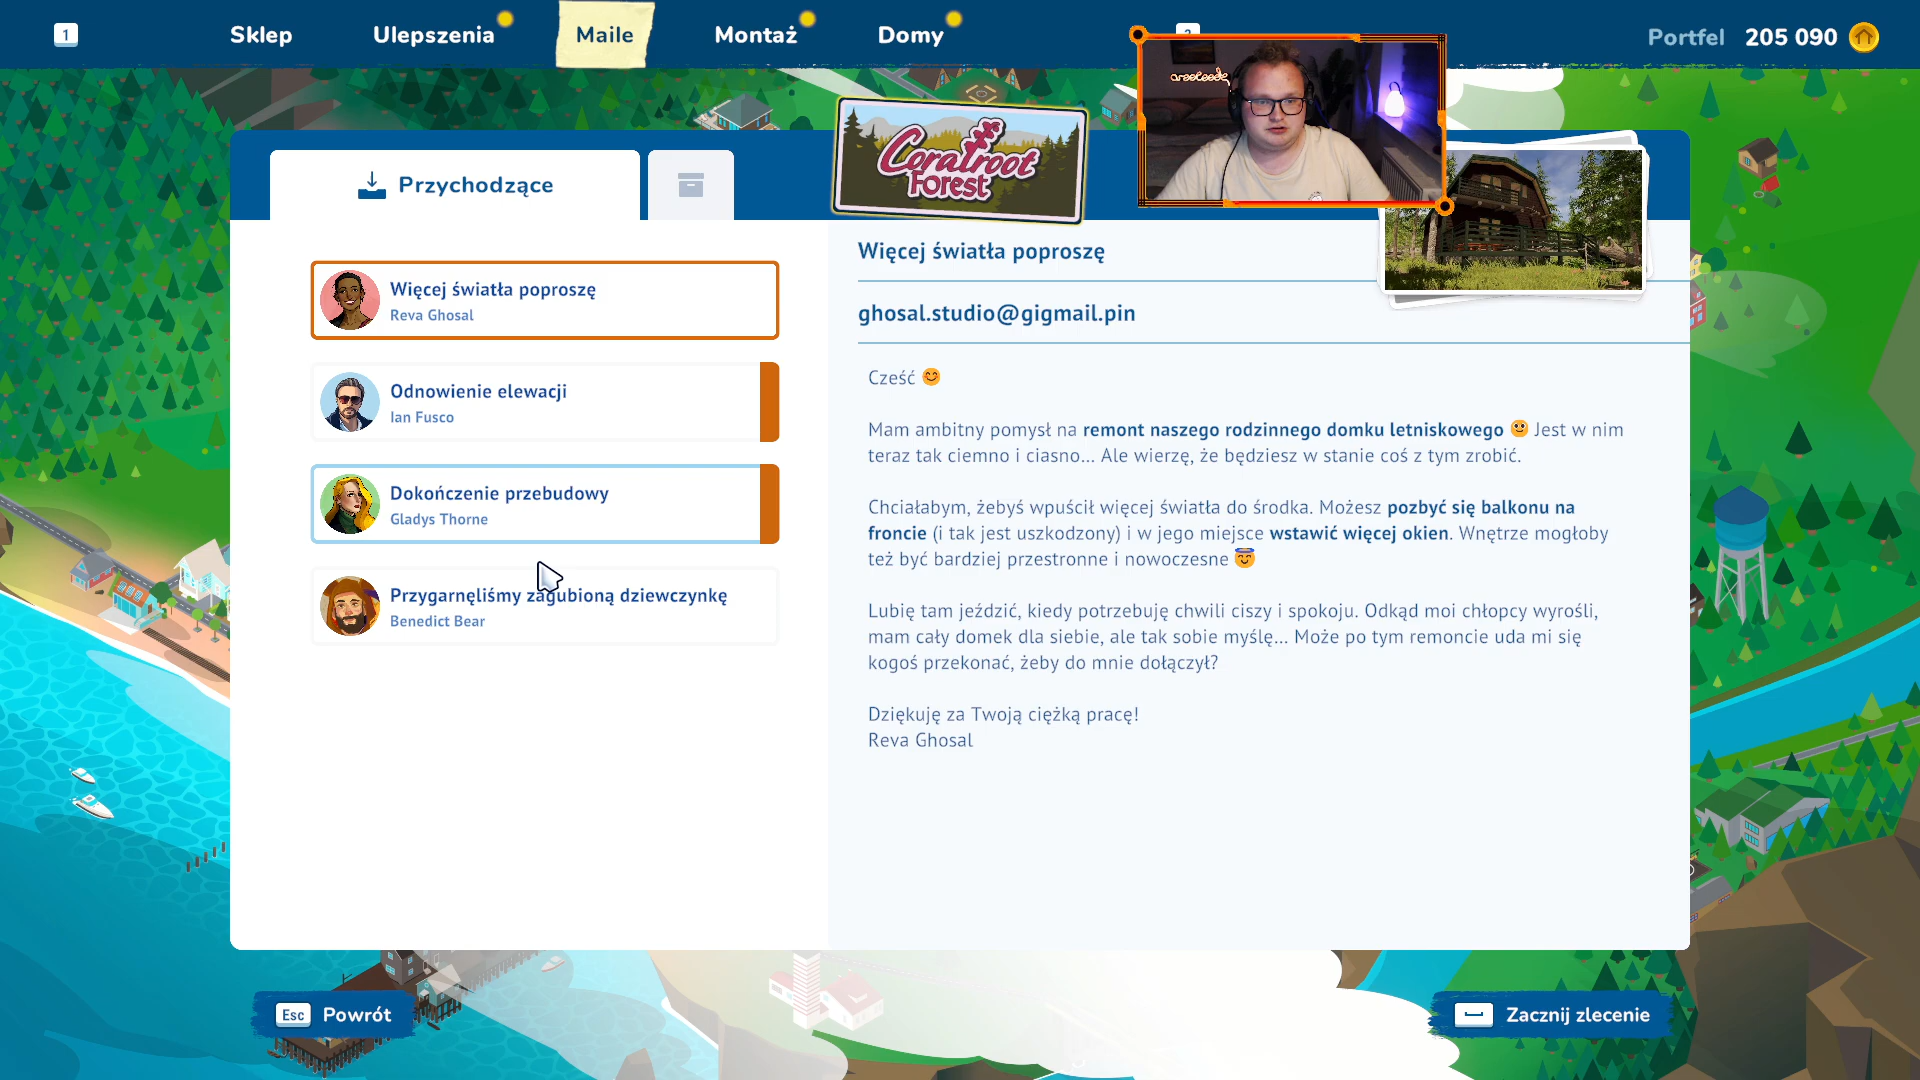 1
Sklep
Ulepszenia
Maile
Montaż
Domy
Portfel
205 090
Coralroot
Forest
Przychodzące
Więcej światła poproszę
Reva Ghosal
Odnowienie elewacji
Ian Fusco
Dokończenie przebudowy
Gladys Thorne
Przygarnęliśmy zagubioną dziewczynkę
Benedict Bear
Więcej światła poproszę
ghosal.studio@gigmail.pin
Cześć
Mam ambitny pomysł na remont naszego rodzinnego domku letniskowego Jest w nim
teraz tak ciemno i ciasno... Ale wierzę, że będziesz w stanie coś z tym zrobić.
Chciałabym, żebyś wpuścił więcej światła do środka. Możesz pozbyć się balkonu na
froncie (i tak jest uszkodzony) i w jego miejsce wstawić więcej okien. Wnętrze mogłoby
też być bardziej przestronne i nowoczesne
Lubię tam jeździć, kiedy potrzebuję chwili ciszy i spokoju. Odkąd moi chłopcy wyrośli,
mam cały domek dla siebie, ale tak sobie myślę... Może po tym remoncie uda mi się
kogoś przekonać, żeby do mnie dołączył?
Dziękuję za Twoją ciężką pracę!
Reva Ghosal
Esc
Powrót
Zacznij zlecenie